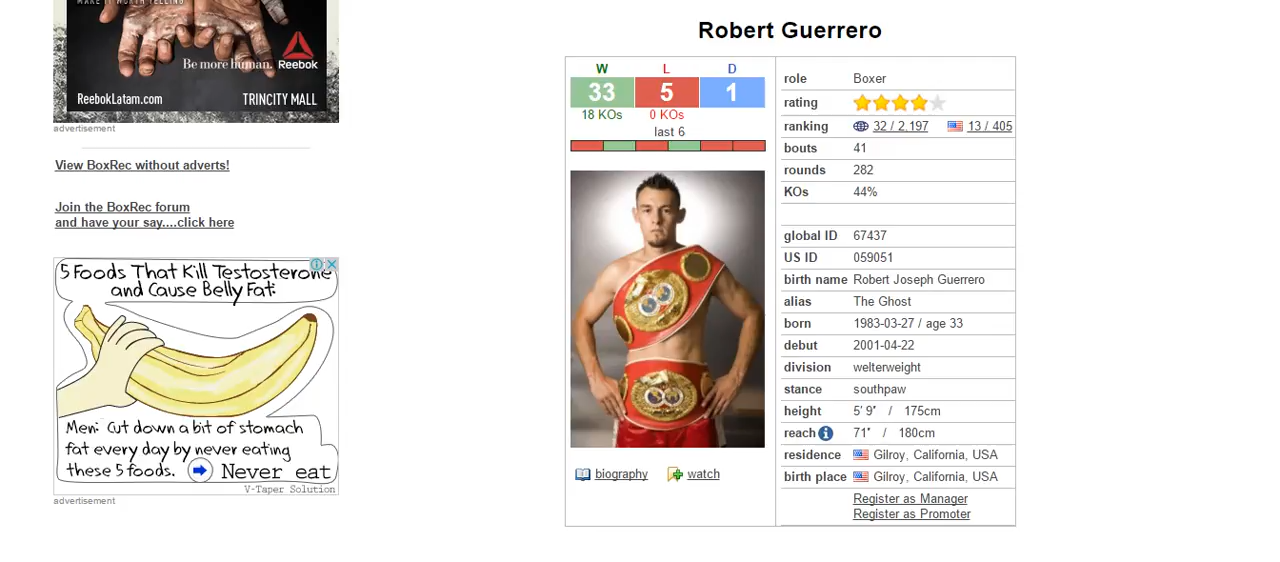 MAKE IT WORTH TELLING
Be more human. Reebok
ReebokLatam.com TRINCITY MALL
advertisement
View BoxRec without adverts!
Join the BoxRec forum
and have your say....click here
5 Foods That Kill Testosterone
and Cause Belly Fat:
Men: Cut down a bit of stomach
fat every day by never eating
these 5 foods. Never eat
V-Taper Solution
advertisement
Robert Guerrero
W L D
33 5 1
18 KOs 0 KOs
last 6
biography watch
role Boxer
rating
ranking 32 / 2,197 13 / 405
bouts 41
rounds 282
KOs 44%
global ID 67437
US ID 059051
birth name Robert Joseph Guerrero
alias The Ghost
born 1983-03-27 / age 33
debut 2001-04-22
division welterweight
stance southpaw
height 5′ 9″ / 175cm
reach 71″ / 180cm
residence Gilroy, California, USA
birth place Gilroy, California, USA
Register as Manager
Register as Promoter